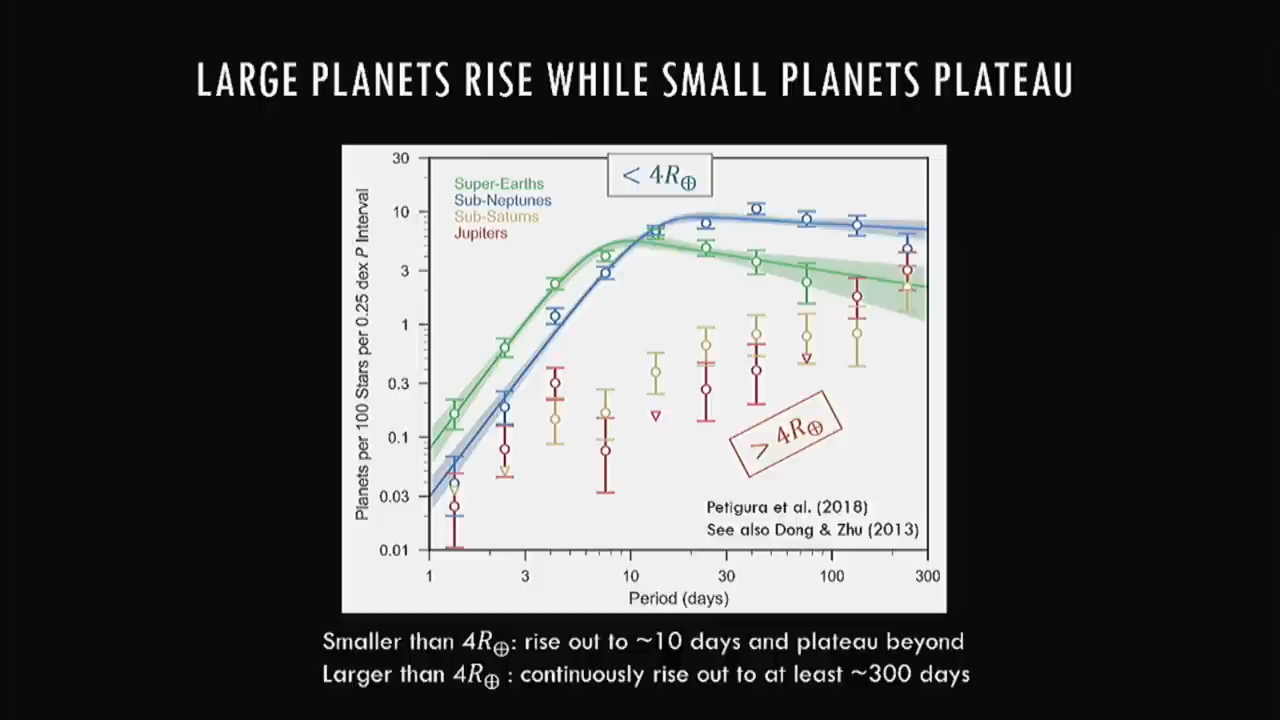 LARGE PLANETS RISE WHILE SMALL PLANETS PLATEAU
< 4R⊕
Super-Earths
Sub-Neptunes
Sub-Saturns
Jupiters
Planets per 100 Stars per 0.25 dex P Interval
30
10
3
1
0.3
0.1
0.03
0.01
> 4R⊕
Petigura et al. (2018)
See also Dong & Zhu (2013)
1 3 10 30 100 300
Period (days)
Smaller than 4R⊕: rise out to ~10 days and plateau beyond
Larger than 4R⊕ : continuously rise out to at least ~300 days